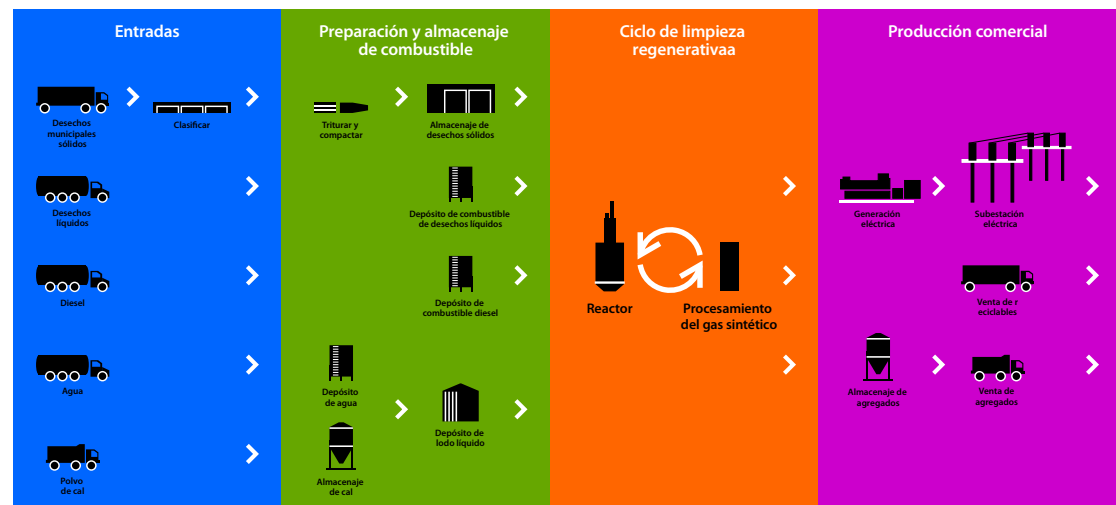 Entradas
Desechos
municipales
sólidos
Clasificar
Desechos
líquidos
Diesel
Agua
Polvo
de cal
Preparación y almacenaje
de combustible
Triturar y
compactar
Almacenaje de
desechos sólidos
Depósito de combustible
de desechos líquidos
Depósito de
combustible diesel
Depósito
de agua
Depósito de
lodo líquido
Almacenaje
de cal
Ciclo de limpieza
regenerativaa
Reactor
Procesamiento
del gas sintético
Producción comercial
Generación
eléctrica
Subestación
eléctrica
Venta de r
eciclables
Almacenaje de
agregados
Venta de
agregados